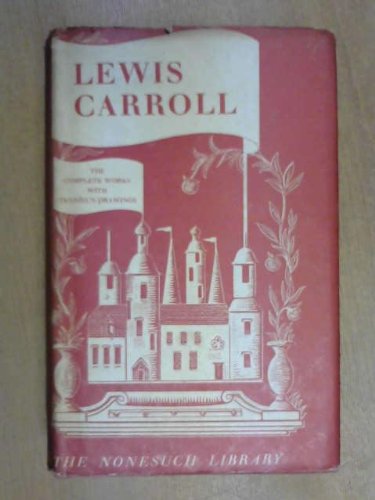 LEWIS
CARROLL
THE
COMPLETE WORKS
WITH
TENNIEL'S DRAWINGS
THE NONESUCH LIBRARY